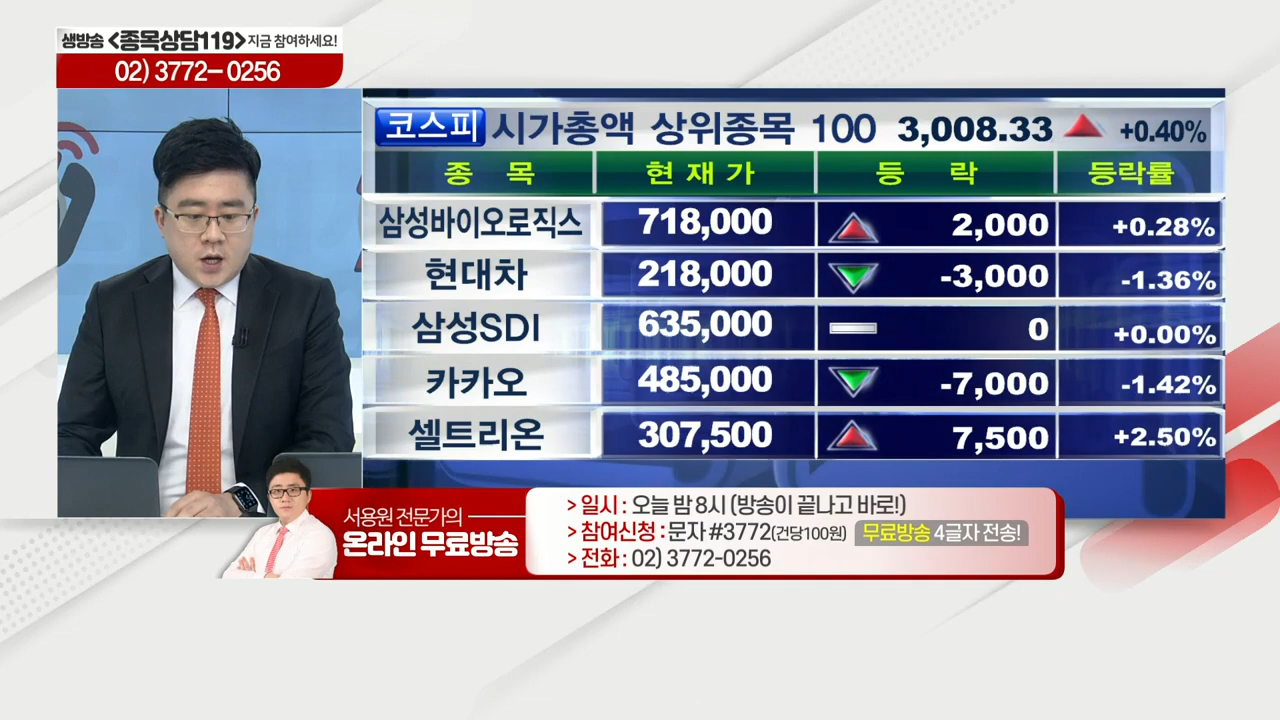 생방송 <종목상담119> 지금 참여하세요!
02) 3772-0256
코스피 시가총액 상위종목 100 3,008.33 +0.40%
종 목 현 재 가 등 락 등락률
삼성바이오로직스 718,000 2,000 +0.28%
현대차 218,000 -3,000 -1.36%
삼성SDI 635,000 0 +0.00%
카카오 485,000 -7,000 -1.42%
셀트리온 307,500 7,500 +2.50%
서용원 전문가의
온라인 무료방송
> 일시 : 오늘 밤 8시 (방송이 끝나고 바로!)
> 참여신청 : 문자 #3772(건당100원) 무료방송 4글자 전송!
> 전화 : 02) 3772-0256